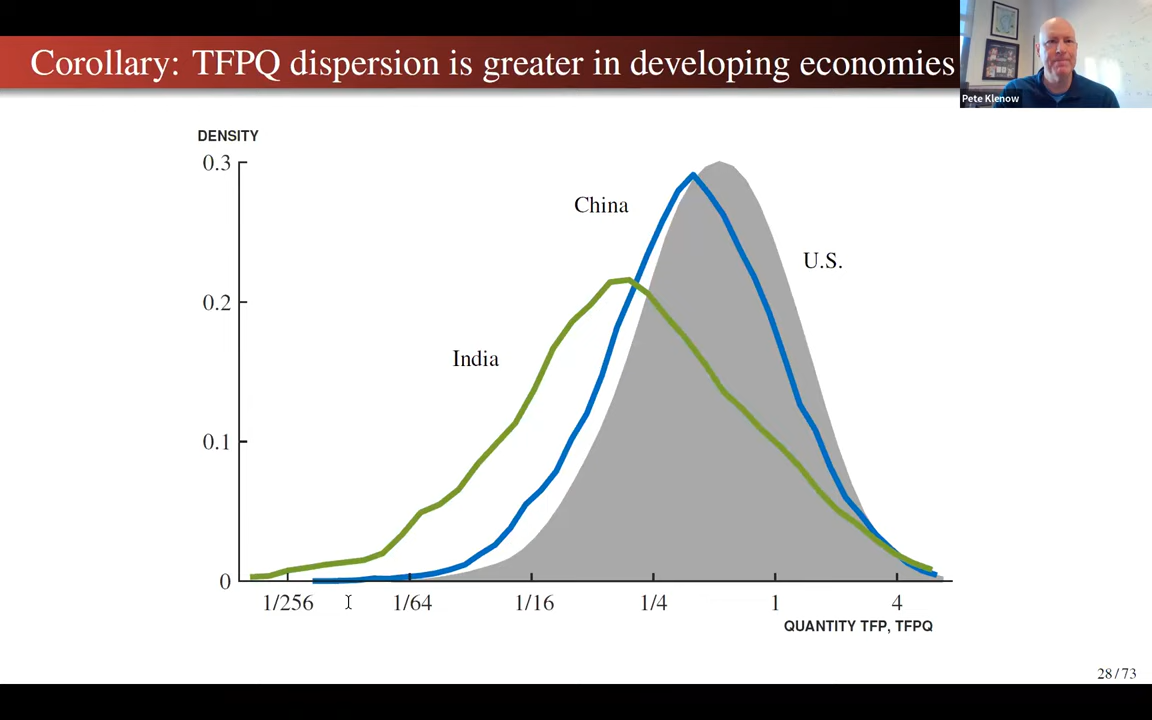 Corollary: TFPQ dispersion is greater in developing economies
Pete Klenow
DENSITY
0.3
China
U.S.
0.2
India
0.1
0
1/256
1/64
1/16
1/4
1
4
QUANTITY TFP, TFPQ
28/73